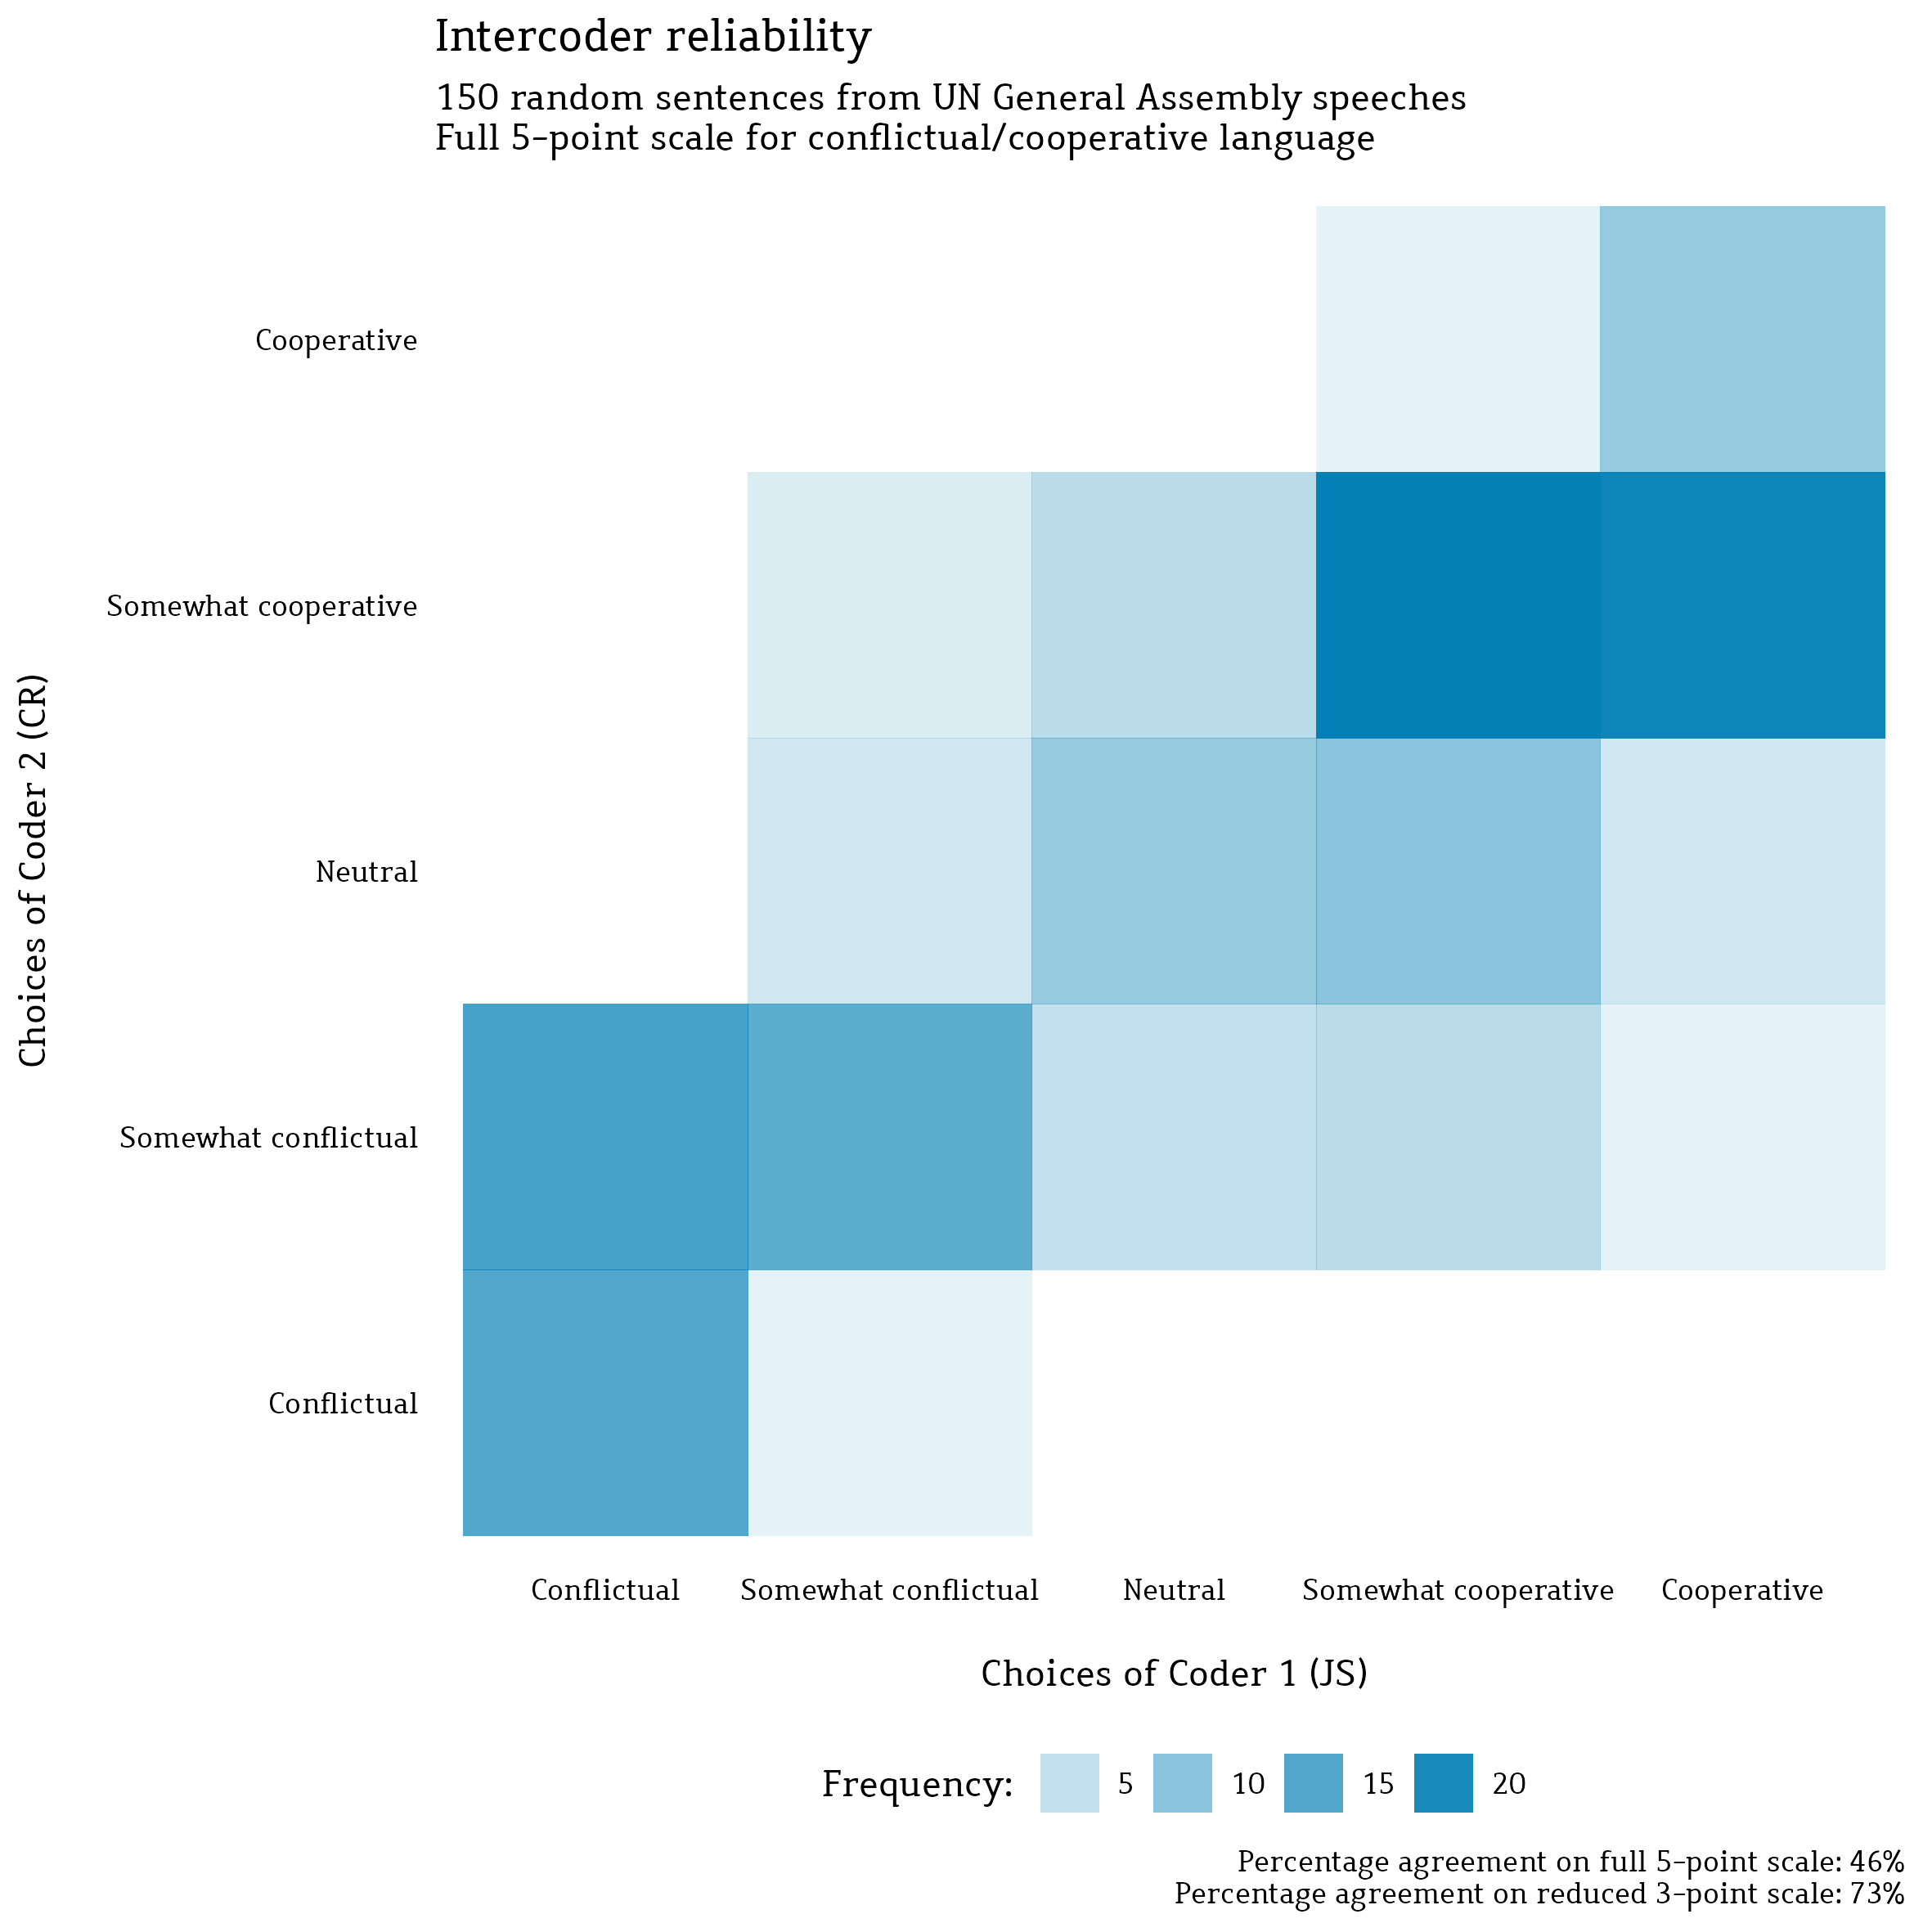 Intercoder reliability
150 random sentences from UN General Assembly speeches
Full 5-point scale for conflictual/cooperative language
Choices of Coder 2 (CR)
Cooperative
Somewhat cooperative
Neutral
Somewhat conflictual
Conflictual
Conflictual Somewhat conflictual Neutral Somewhat cooperative Cooperative
Choices of Coder 1 (JS)
Frequency: 5 10 15 20
Percentage agreement on full 5-point scale: 46%
Percentage agreement on reduced 3-point scale: 73%